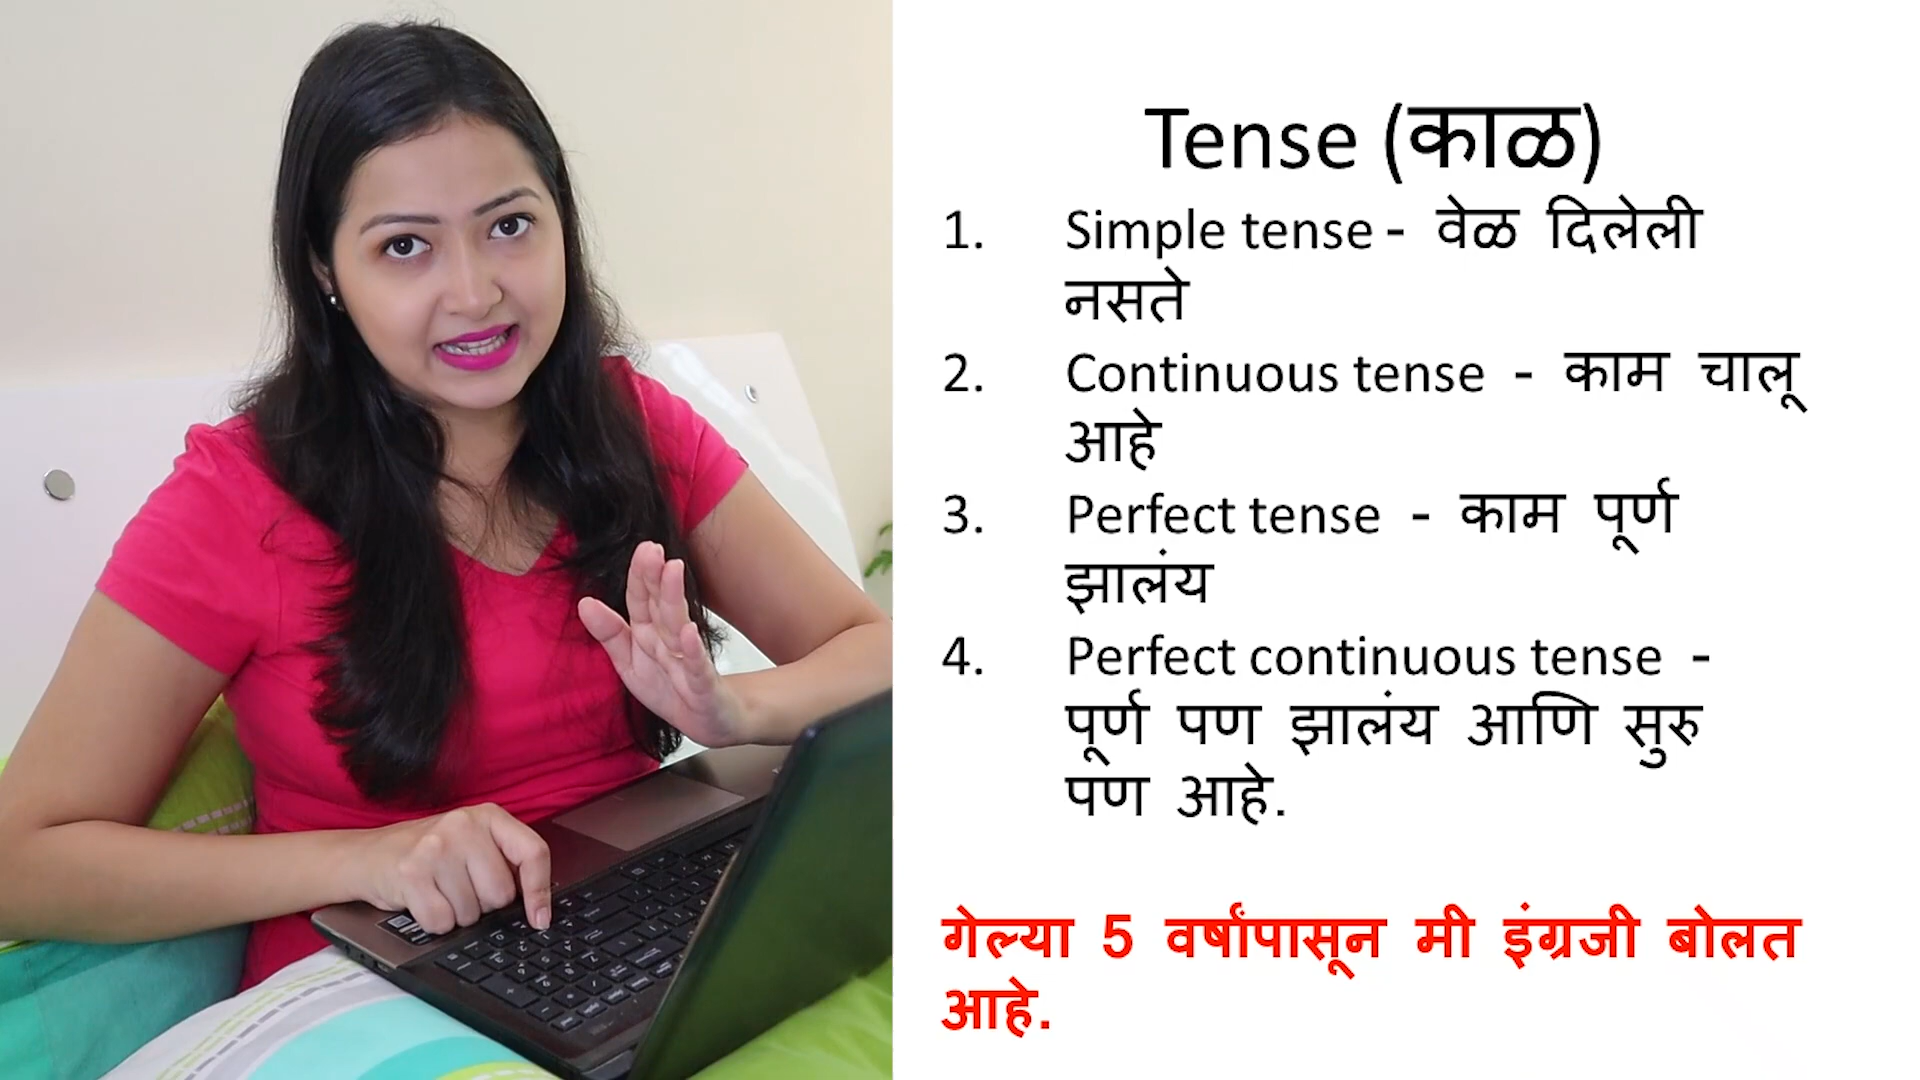 Tense (काळ)
1. Simple tense - वेळ दिलेली
नसते
2. Continuous tense - काम चालू
आहे
3. Perfect tense - काम पूर्ण
झालंय
4. Perfect continuous tense -
पूर्ण पण झालंय आणि सुरु
पण आहे.
गेल्या 5 वर्षांपासून मी इंग्रजी बोलत
आहे.